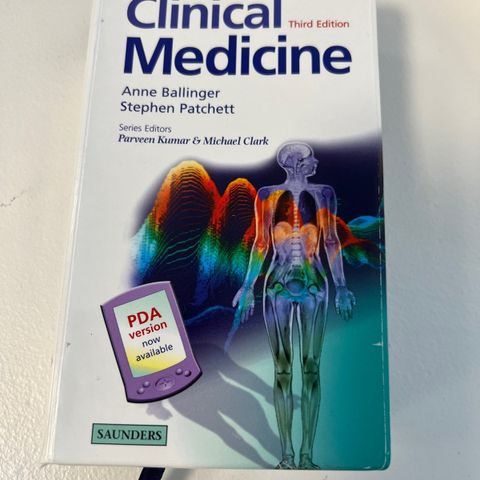 Clinical
Third Edition
Medicine
Anne Ballinger
Stephen Patchett
Series Editors
Parveen Kumar & Michael Clark
PDA
version
now
available
SAUNDERS